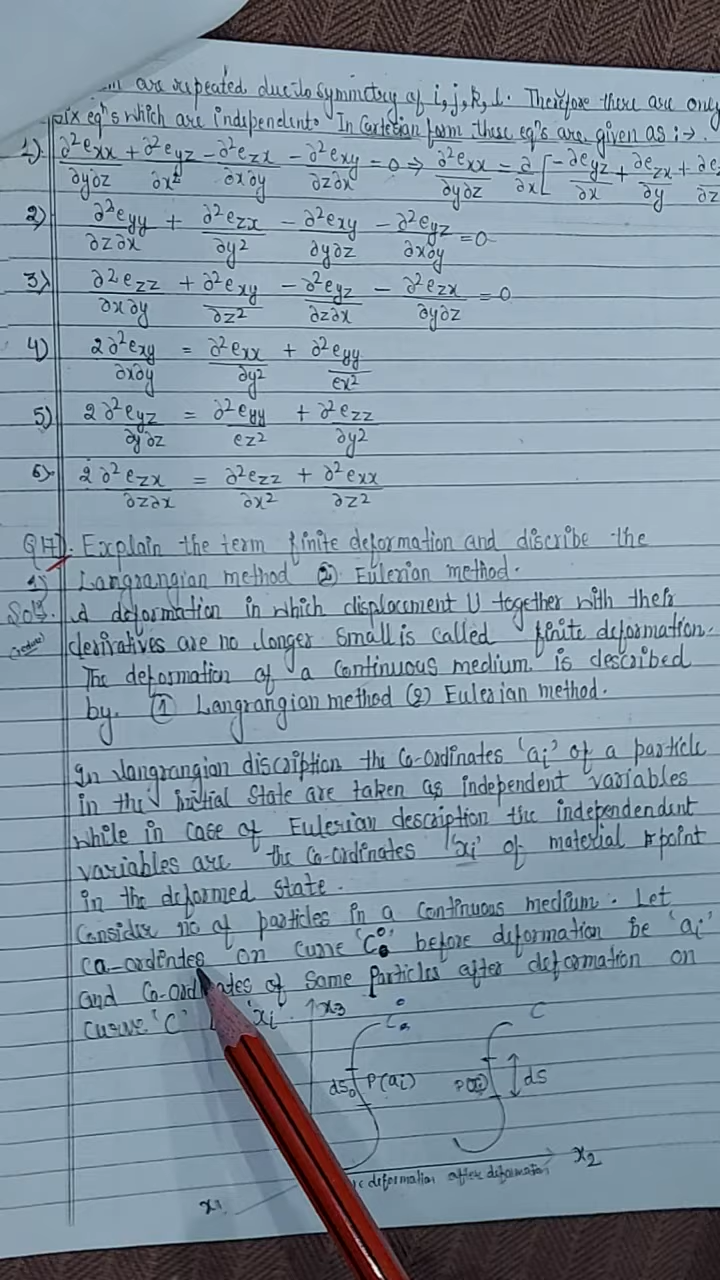 are repeated due to symmetry of i, j, k, l. Therefore there are only
six eq's which are independent. In Cartesian form these eq's are given as :→.
1) ∂²exx/∂y∂z + ∂²eyz/∂x² - ∂²ezx/∂x∂y - ∂²exy/∂z∂x = 0 ⇒ ∂²exx/∂y∂z = ∂/∂x [ -∂eyz/∂x + ∂ezx/∂y + ∂e
2) ∂²eyy/∂z∂x + ∂²ezx/∂y² - ∂²exy/∂y∂z - ∂²eyz/∂x∂y = 0
3) ∂²ezz/∂x∂y + ∂²exy/∂z² - ∂²eyz/∂z∂x - ∂²ezx/∂y∂z = 0
4) 2∂²exy/∂x∂y = ∂²exx/∂y² + ∂²eyy/ex²
5) 2∂²eyz/∂y∂z = ∂²eyy/ez² + ∂²ezz/∂y²
6) 2∂²ezx/∂z∂x = ∂²ezz/∂x² + ∂²exx/∂z²
Q17). Explain the term finite deformation and discribe the
1) Langrangian method 2) Eulerian method.
Sol. A deformation in which displacment U together with their
derivatives are no longer small is called finite deformation.
The deformation of a continuous medium is described
by. ① Langrangian method (2) Eulerian method.
In langrangian discription the Co-ordinates 'ai' of a particle
in the initial state are taken as independent variables
while in case of Eulerian description the independendent
variables are the Co-ordinates 'xi' of material point
in the deformed state.
Consider no of particles in a continuous medium. Let
Ca-ordintes on curve 'C₀' before deformation be 'ai'
and Co-ordinates of same particles after deformation on
curve 'C' xi. x3
C₀ C
ds₀ P(ai) ds
deformation after deformation x2
x1